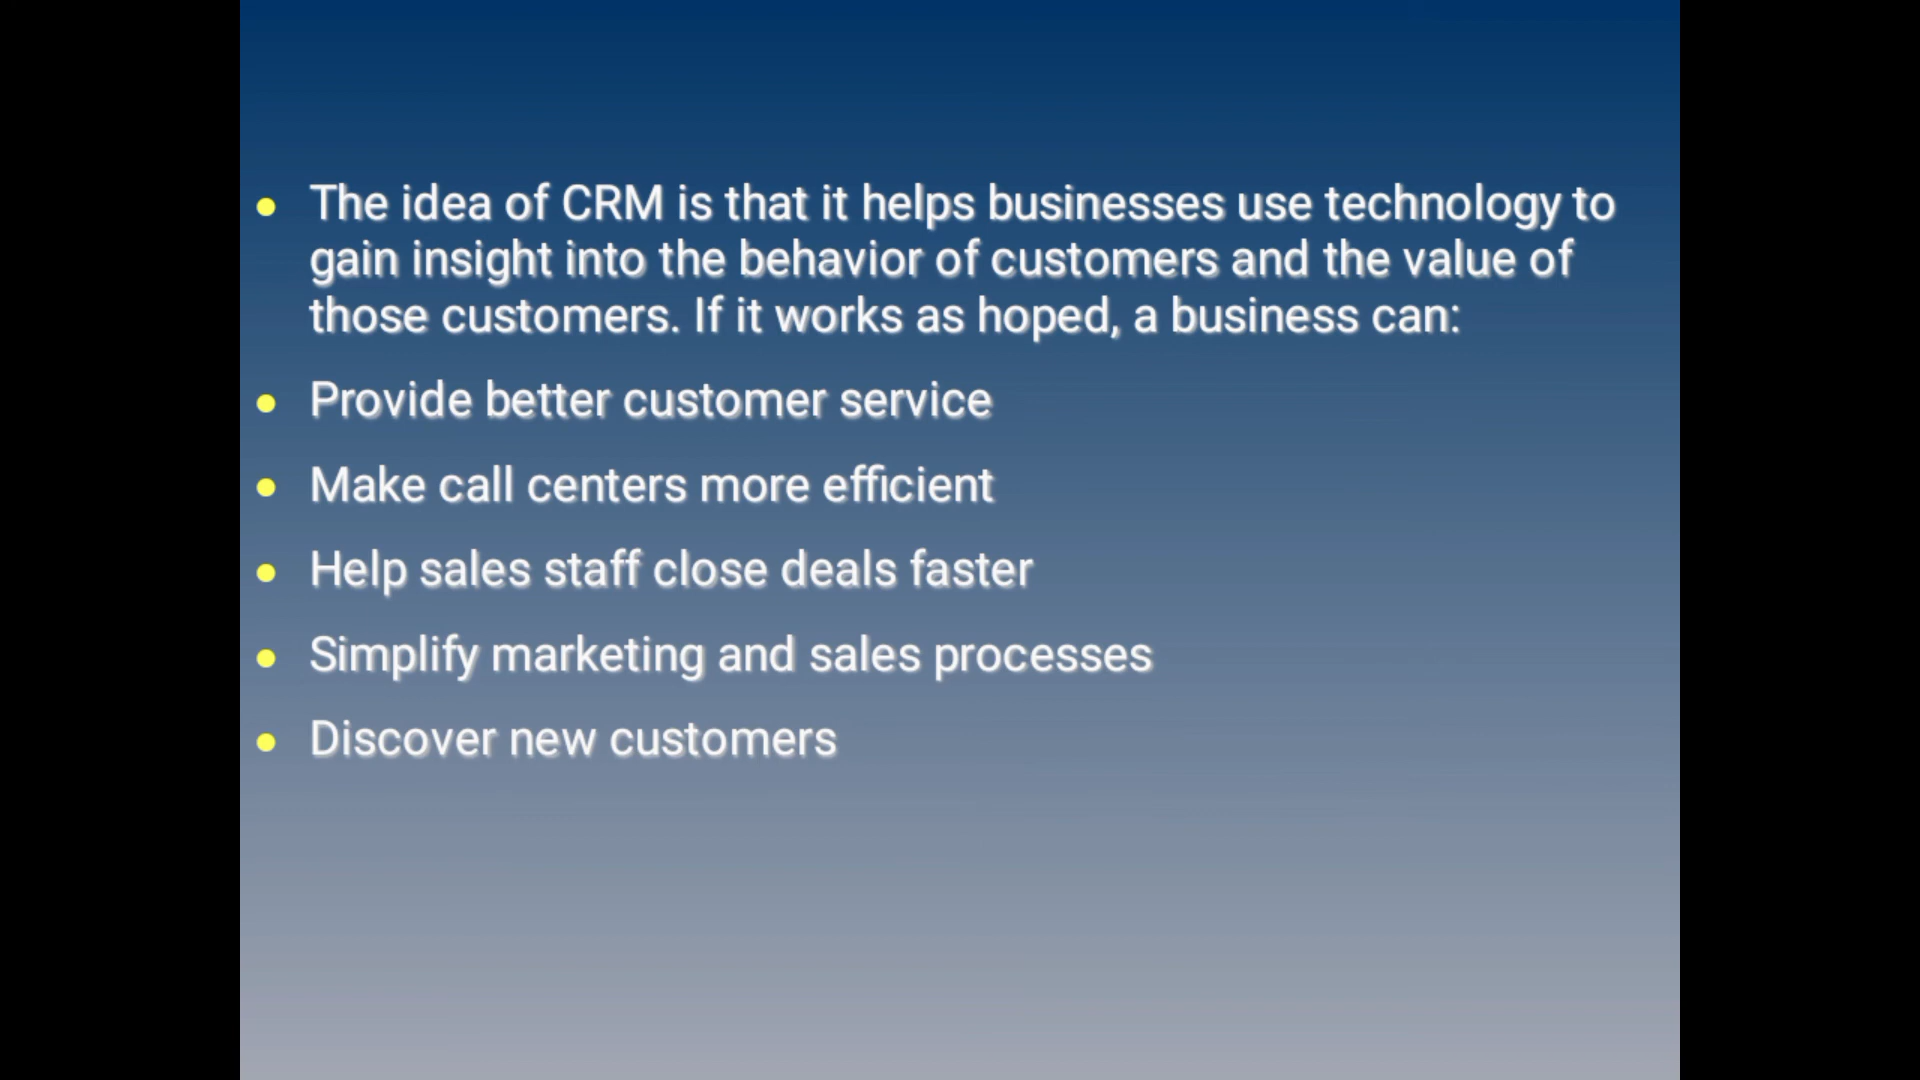 The idea of CRM is that it helps businesses use technology to
gain insight into the behavior of customers and the value of
those customers. If it works as hoped, a business can:
Provide better customer service
Make call centers more efficient
Help sales staff close deals faster
Simplify marketing and sales processes
Discover new customers